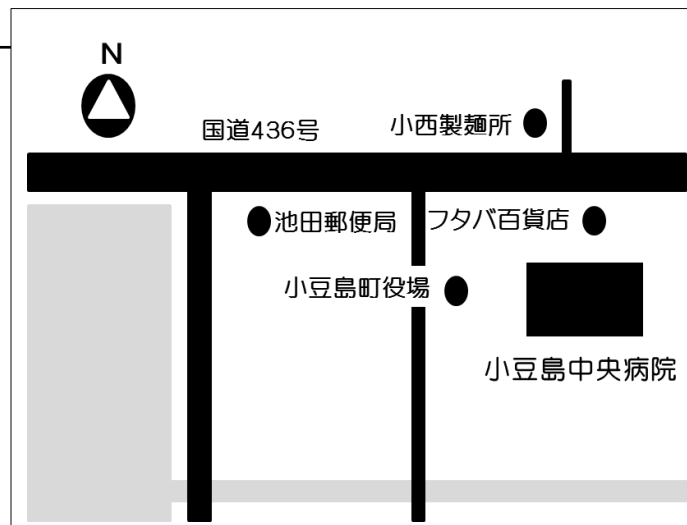 N
国道436号
小西製麺所
池田郵便局
フタバ百貨店
小豆島町役場
小豆島中央病院